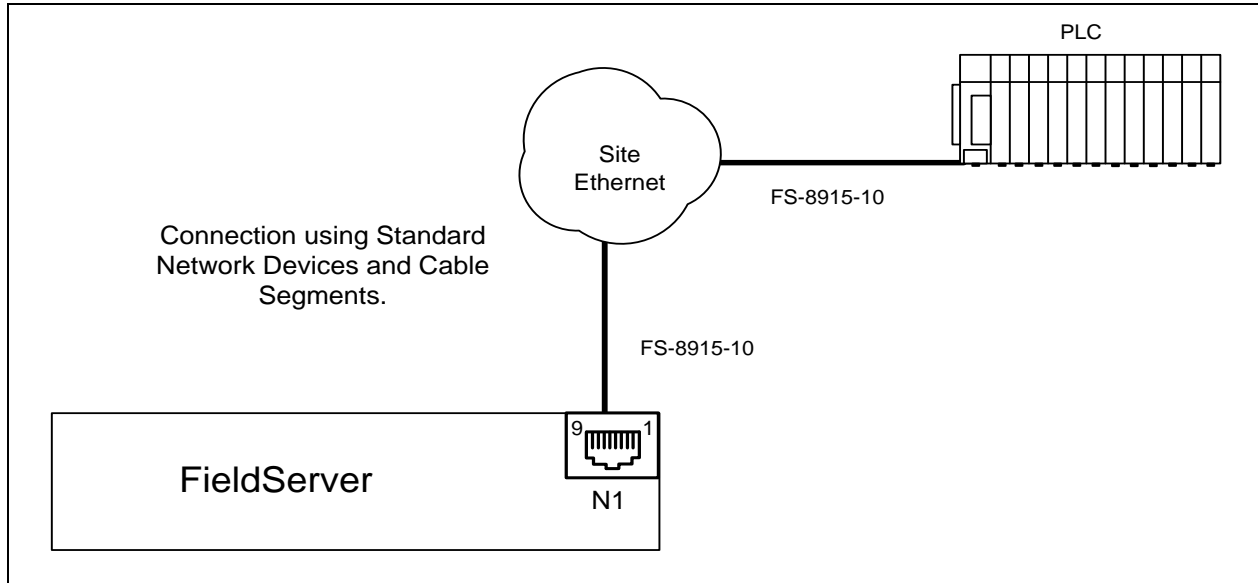 PLC
Site
Ethernet
FS-8915-10
Connection using Standard
Network Devices and Cable
Segments.
FS-8915-10
9 1
FieldServer
N1